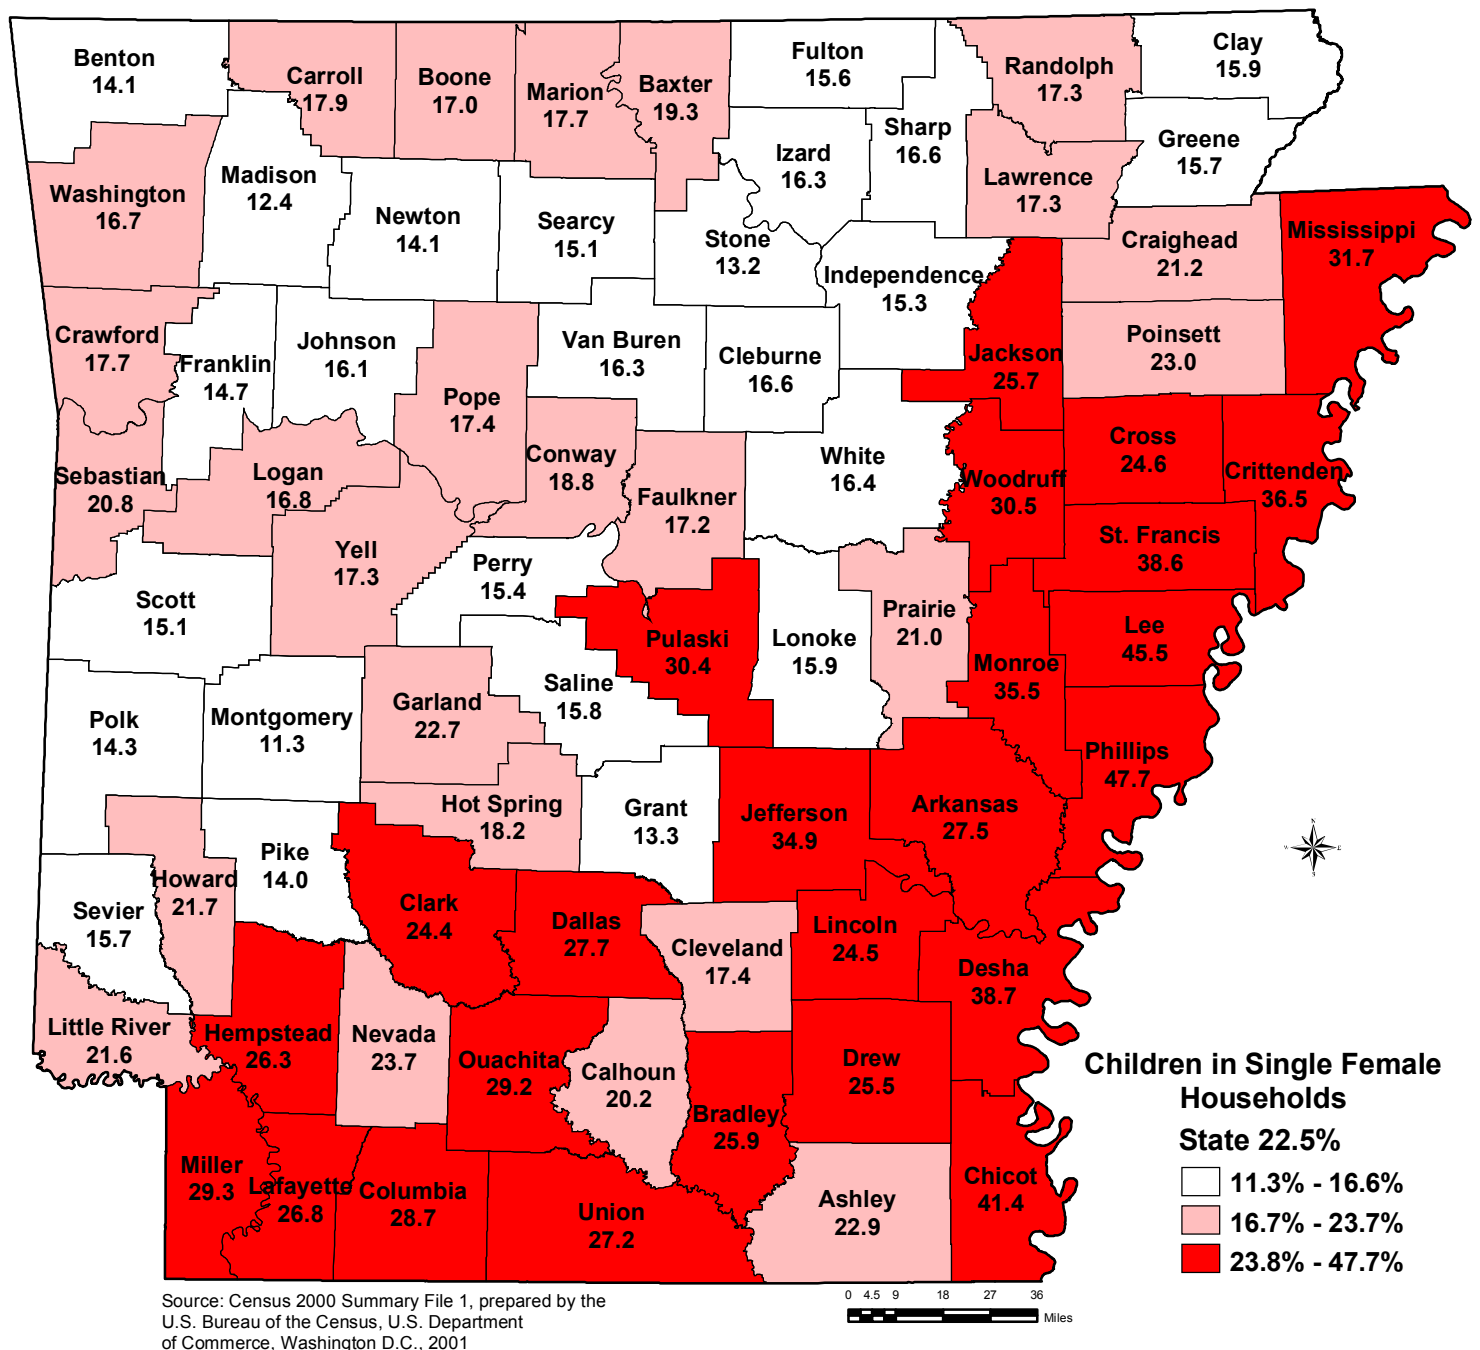 Benton
14.1
Carroll
17.9
Boone
17.0
Marion
17.7
Baxter
19.3
Fulton
15.6
Sharp
16.6
Randolph
17.3
Clay
15.9
Greene
15.7
Washington
16.7
Madison
12.4
Newton
14.1
Searcy
15.1
Stone
13.2
Izard
16.3
Independence
15.3
Lawrence
17.3
Craighead
21.2
Mississippi
31.7
Crawford
17.7
Franklin
14.7
Johnson
16.1
Pope
17.4
Van Buren
16.3
Cleburne
16.6
Jackson
25.7
Poinsett
23.0
Sebastian
20.8
Logan
16.8
Conway
18.8
Faulkner
17.2
White
16.4
Woodruff
30.5
Cross
24.6
Crittenden
36.5
St. Francis
38.6
Scott
15.1
Yell
17.3
Perry
15.4
Pulaski
30.4
Lonoke
15.9
Prairie
21.0
Monroe
35.5
Lee
45.5
Polk
14.3
Montgomery
11.3
Garland
22.7
Saline
15.8
Phillips
47.7
Hot Spring
18.2
Grant
13.3
Jefferson
34.9
Arkansas
27.5
Sevier
15.7
Howard
21.7
Pike
14.0
Clark
24.4
Dallas
27.7
Cleveland
17.4
Lincoln
24.5
Desha
38.7
Little River
21.6
Hempstead
26.3
Nevada
23.7
Ouachita
29.2
Calhoun
20.2
Bradley
25.9
Drew
25.5
Miller
29.3
Lafayette
26.8
Columbia
28.7
Union
27.2
Ashley
22.9
Chicot
41.4
N
W
E
S
Children in Single Female
Households
State 22.5%
11.3% - 16.6%
16.7% - 23.7%
23.8% - 47.7%
0 4.5 9 18 27 36
Miles
Source: Census 2000 Summary File 1, prepared by the
U.S. Bureau of the Census, U.S. Department
of Commerce, Washington D.C., 2001